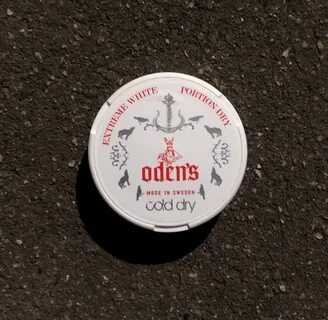 EXTREME WHITE PORTION DRY
oden's
MADE IN SWEDEN
cold dry